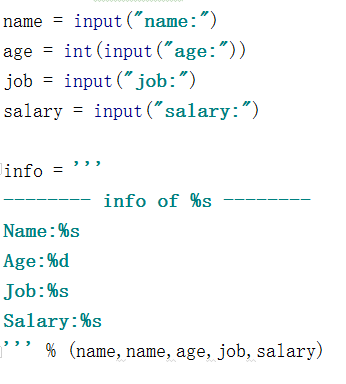 name = input("name:")
age = int(input("age:"))
job = input("job:")
salary = input("salary:")
info = '''
-------- info of %s --------
Name:%s
Age:%d
Job:%s
Salary:%s
''' % (name,name,age,job,salary)